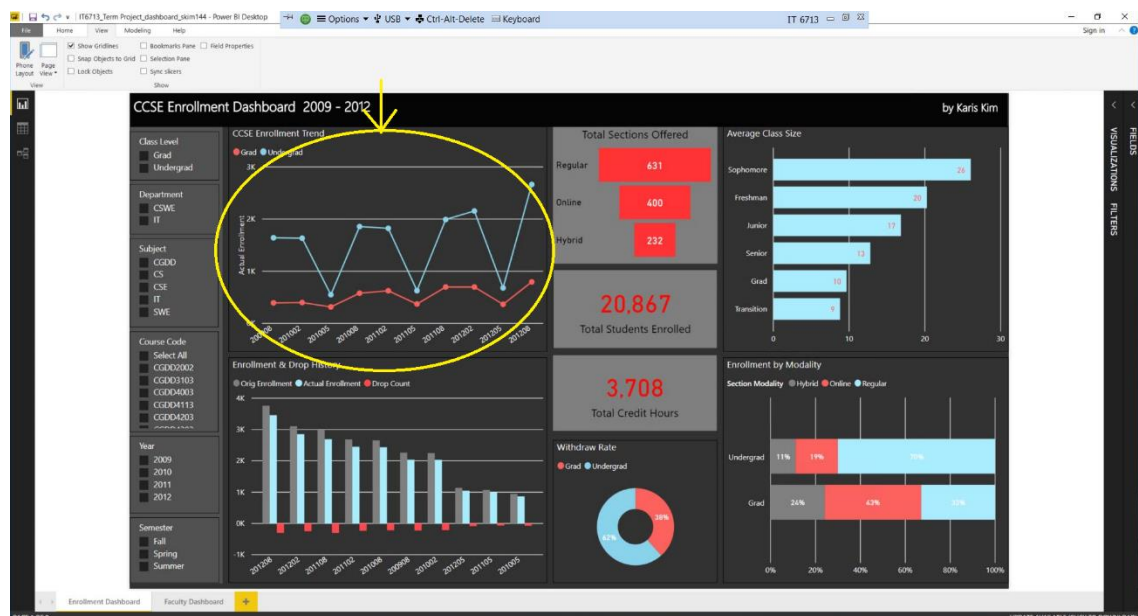 IT6713_Term Project_dashboard_skim144 - Power BI Desktop
Options USB Ctrl-Alt-Delete Keyboard
IT 6713
File Home View Modeling Help
Sign in
Show Gridlines Bookmarks Pane Field Properties
Snap Objects to Grid Selection Pane
Lock Objects Sync slicers
Phone Layout
Page View
View
Show
CCSE Enrollment Dashboard 2009 - 2012
by Karis Kim
VISUALIZATIONS
FILTERS
FIELDS
Class Level
Grad
Undergrad
Department
CSWE
IT
Subject
CGDD
CS
CSE
IT
SWE
Course Code
Select All
CGDD2002
CGDD3103
CGDD4003
CGDD4113
CGDD4203
Year
2009
2010
2011
2012
Semester
Fall
Spring
Summer
CCSE Enrollment Trend
Grad Undergrad
3K
2K
1K
0K
Actual Enrollment
200908 201002 201005 201008 201102 201105 201108 201202 201205 201208
Enrollment & Drop History
Orig Enrollment Actual Enrollment Drop Count
4K
3K
2K
1K
0K
-1K
201208 201202 201108 201102 201008 200908 201002 201205 201105 201005
Total Sections Offered
Regular 631
Online 400
Hybrid 232
20,867
Total Students Enrolled
3,708
Total Credit Hours
Withdraw Rate
Grad Undergrad
38%
62%
Average Class Size
Sophomore 26
Freshman 20
Junior 17
Senior 13
Grad 10
Transition 9
0 10 20 30
Enrollment by Modality
Section Modality Hybrid Online Regular
Undergrad 11% 19% 70%
Grad 24% 43% 33%
0% 20% 40% 60% 80% 100%
Enrollment Dashboard Faculty Dashboard